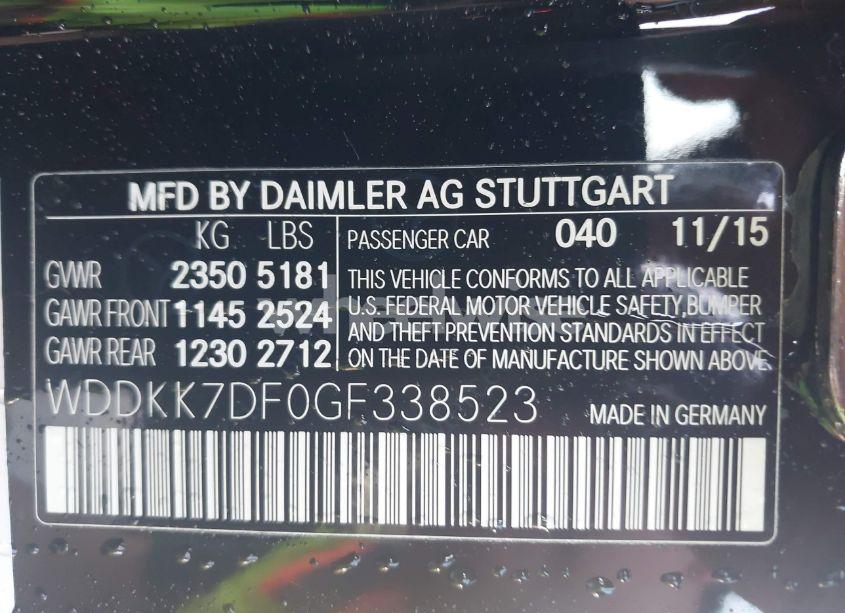 MFD BY DAIMLER AG STUTTGART
KG LBS
GVWR 2350 5181
GAWR FRONT 1145 2524
GAWR REAR 1230 2712
PASSENGER CAR 040 11/15
THIS VEHICLE CONFORMS TO ALL APPLICABLE
U.S. FEDERAL MOTOR VEHICLE SAFETY,BUMPER
AND THEFT PREVENTION STANDARDS IN EFFECT
ON THE DATE OF MANUFACTURE SHOWN ABOVE
WDDKK7DF0GF338523 MADE IN GERMANY